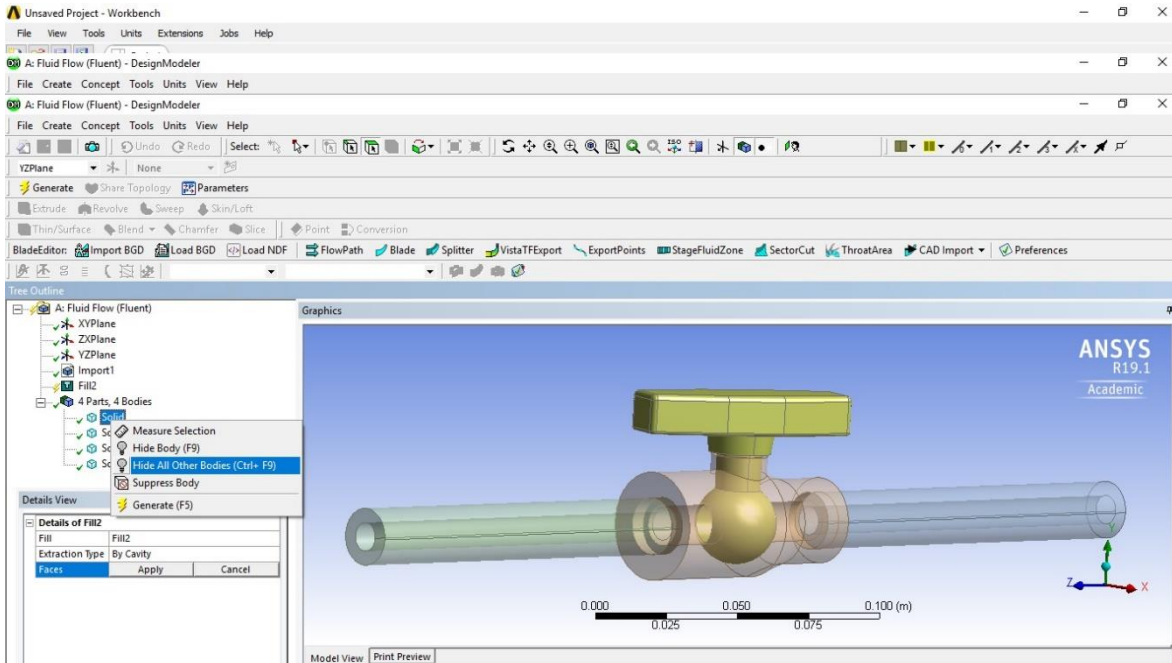 Unsaved Project - Workbench
File View Tools Units Extensions Jobs Help
A: Fluid Flow (Fluent) - DesignModeler
File Create Concept Tools Units View Help
A: Fluid Flow (Fluent) - DesignModeler
File Create Concept Tools Units View Help
Undo Redo Select:
YZPlane None
Generate Share Topology Parameters
Extrude Revolve Sweep Skin/Loft
Thin/Surface Blend Chamfer Slice Point Conversion
BladeEditor: Import BGD Load BGD Load NDF FlowPath Blade Splitter VistaTFExport ExportPoints StageFluidZone SectorCut ThroatArea CAD Import Preferences
Tree Outline
A: Fluid Flow (Fluent)
XYPlane
ZXPlane
YZPlane
Import1
Fill2
4 Parts, 4 Bodies
Solid
Measure Selection
Hide Body (F9)
Hide All Other Bodies (Ctrl+ F9)
Suppress Body
Generate (F5)
Details View
Details of Fill2
Fill Fill2
Extraction Type By Cavity
Faces Apply Cancel
Graphics
ANSYS
R19.1
Academic
Y
Z X
0.000 0.050 0.100 (m)
0.025 0.075
Model View Print Preview